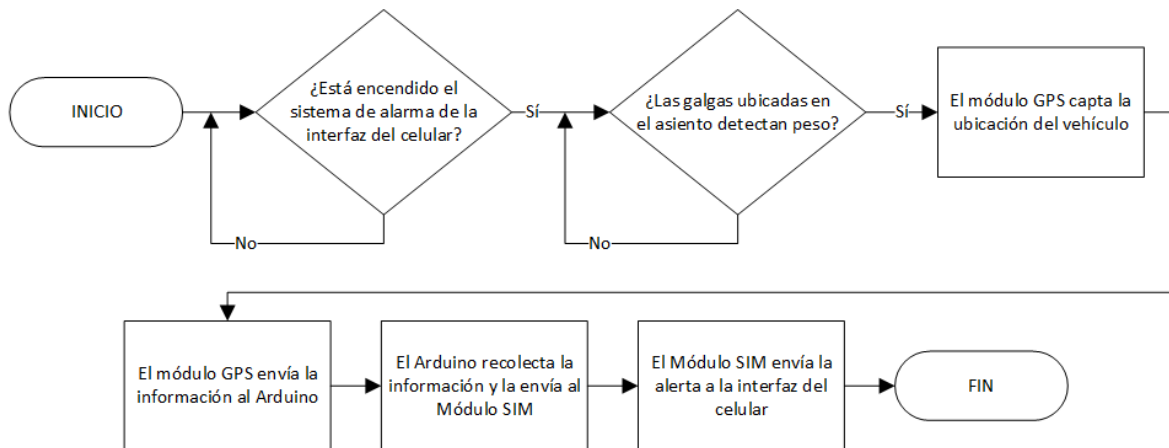 INICIO
¿Está encendido el
sistema de alarma de la
interfaz del celular?
Sí
No
¿Las galgas ubicadas en
el asiento detectan peso?
Sí
No
El módulo GPS capta la
ubicación del vehículo
El módulo GPS envía la
información al Arduino
El Arduino recolecta la
información y la envía al
Módulo SIM
El Módulo SIM envía la
alerta a la interfaz del
celular
FIN